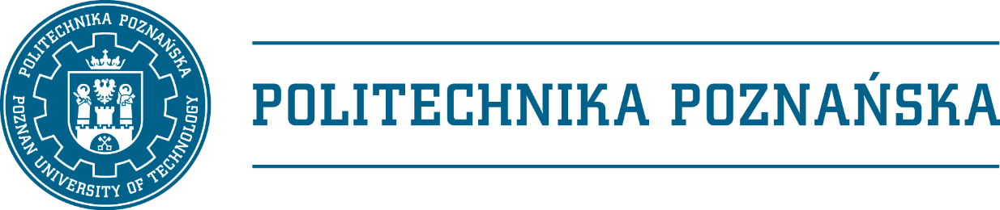 POLITECHNIKA POZNAŃSKA
POZNAN UNIVERSITY OF TECHNOLOGY
POLITECHNIKA POZNAŃSKA